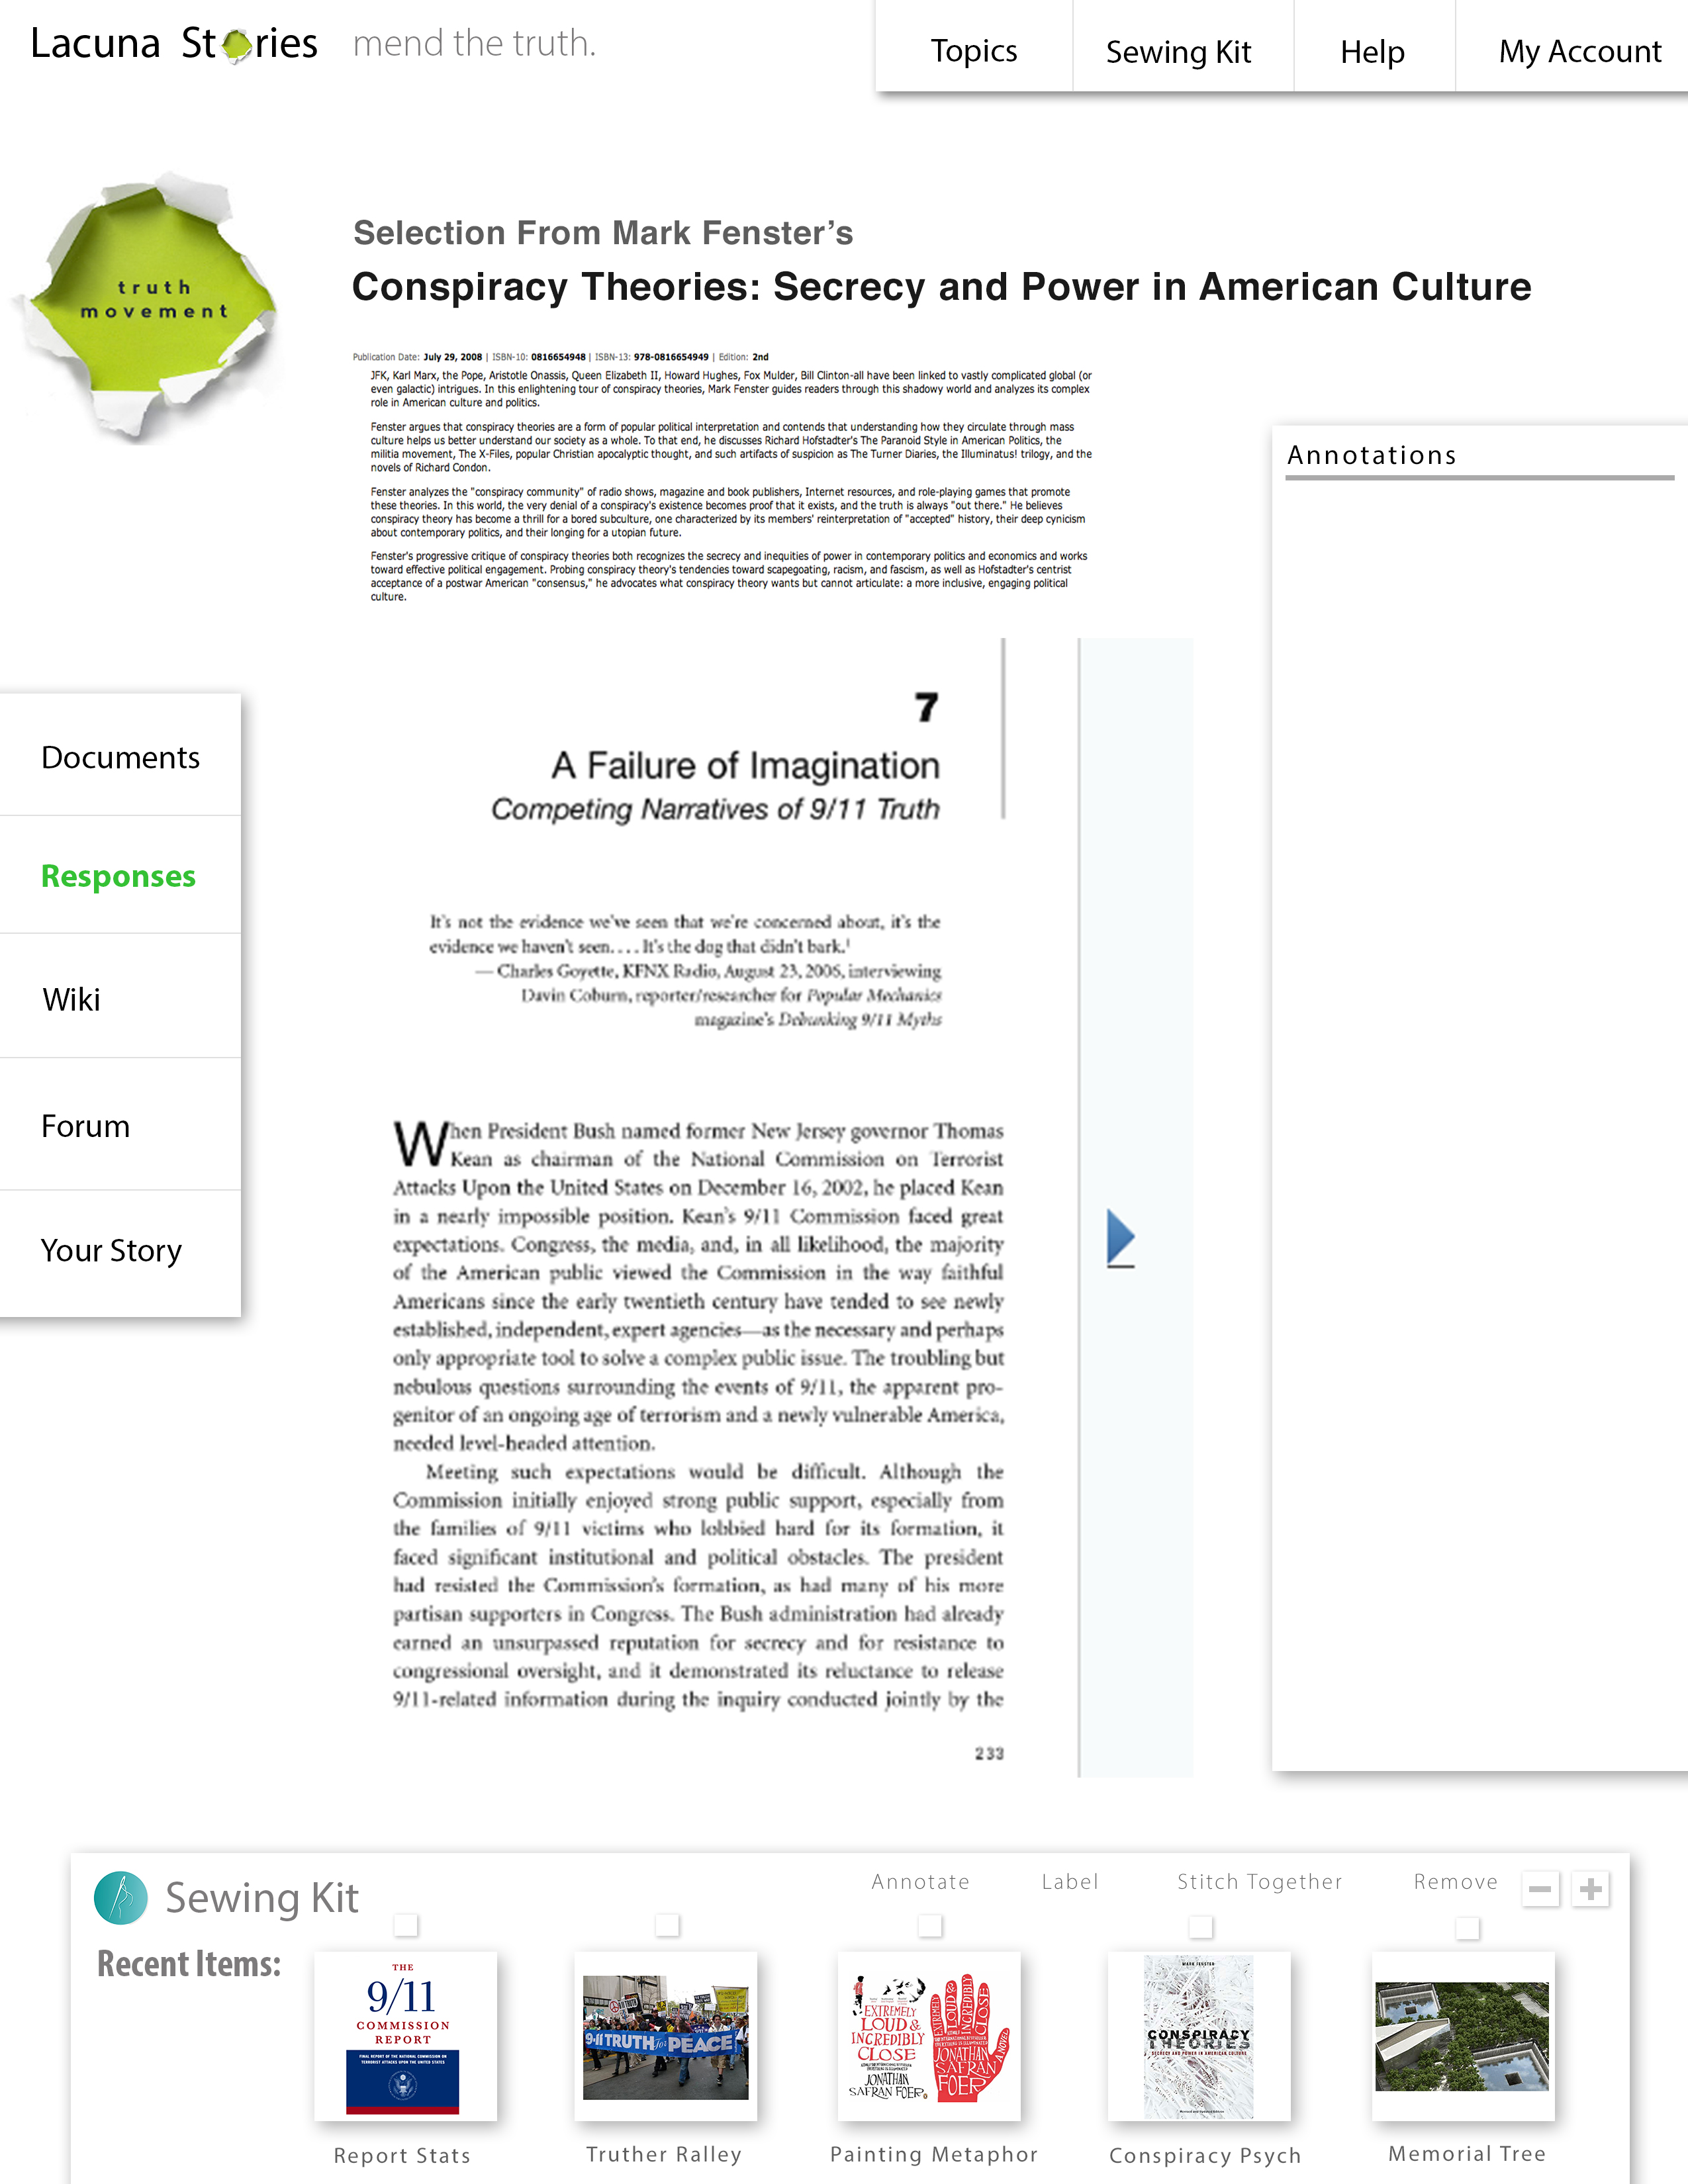 Lacuna Stories mend the truth.
Topics Sewing Kit Help My Account
truth
movement
Selection From Mark Fenster’s
Conspiracy Theories: Secrecy and Power in American Culture
Publication Date: July 29, 2008 | ISBN-10: 0816654948 | ISBN-13: 978-0816654949 | Edition: 2nd
JFK, Karl Marx, the Pope, Aristotle Onassis, Queen Elizabeth II, Howard Hughes, Fox Mulder, Bill Clinton-all have been linked to vastly complicated global (or
even galactic) intrigues. In this enlightening tour of conspiracy theories, Mark Fenster guides readers through this shadowy world and analyzes its complex
role in American culture and politics.
Fenster argues that conspiracy theories are a form of popular political interpretation and contends that understanding how they circulate through mass
culture helps us better understand our society as a whole. To that end, he discusses Richard Hofstadter's The Paranoid Style in American Politics, the
militia movement, The X-Files, popular Christian apocalyptic thought, and such artifacts of suspicion as The Turner Diaries, the Illuminatus! trilogy, and the
novels of Richard Condon.
Fenster analyzes the "conspiracy community" of radio shows, magazine and book publishers, Internet resources, and role-playing games that promote
these theories. In this world, the very denial of a conspiracy's existence becomes proof that it exists, and the truth is always "out there." He believes
conspiracy theory has become a thrill for a bored subculture, one characterized by its members' reinterpretation of "accepted" history, their deep cynicism
about contemporary politics, and their longing for a utopian future.
Fenster's progressive critique of conspiracy theories both recognizes the secrecy and inequities of power in contemporary politics and economics and works
toward effective political engagement. Probing conspiracy theory's tendencies toward scapegoating, racism, and fascism, as well as Hofstadter's centrist
acceptance of a postwar American "consensus," he advocates what conspiracy theory wants but cannot articulate: a more inclusive, engaging political
culture.
Annotations
Documents
Responses
Wiki
Forum
Your Story
7
A Failure of Imagination
Competing Narratives of 9/11 Truth
It's not the evidence we've seen that we're concerned about, it's the
evidence we haven't seen. . . . It's the dog that didn't bark.¹
— Charles Goyette, KFNX Radio, August 23, 2006, interviewing
Davin Coburn, reporter/researcher for Popular Mechanics
magazine's Debunking 9/11 Myths
When President Bush named former New Jersey governor Thomas
Kean as chairman of the National Commission on Terrorist
Attacks Upon the United States on December 16, 2002, he placed Kean
in a nearly impossible position. Kean's 9/11 Commission faced great
expectations. Congress, the media, and, in all likelihood, the majority
of the American public viewed the Commission in the way faithful
Americans since the early twentieth century have tended to see newly
established, independent, expert agencies—as the necessary and perhaps
only appropriate tool to solve a complex public issue. The troubling but
nebulous questions surrounding the events of 9/11, the apparent pro-
genitor of an ongoing age of terrorism and a newly vulnerable America,
needed level-headed attention.
Meeting such expectations would be difficult. Although the
Commission initially enjoyed strong public support, especially from
the families of 9/11 victims who lobbied hard for its formation, it
faced significant institutional and political obstacles. The president
had resisted the Commission's formation, as had many of his more
partisan supporters in Congress. The Bush administration had already
earned an unsurpassed reputation for secrecy and for resistance to
congressional oversight, and it demonstrated its reluctance to release
9/11-related information during the inquiry conducted jointly by the
233
Sewing Kit
Annotate Label Stitch Together Remove
Recent Items:
THE
9/11
COMMISSION
REPORT
FINAL REPORT OF THE NATIONAL COMMISSION ON
TERRORIST ATTACKS UPON THE UNITED STATES
9-11 TRUTH for PEACE
EXTREMELY
LOUD &
INCREDIBLY
CLOSE
JONATHAN
SAFRAN FOER
EXTREMELY
LOUD &
INCREDIBLY
CLOSE
JONATHAN
SAFRAN
FOER
A NOVEL
MARK FENSTER
CONSPIRACY
THEORIES
SECRECY AND POWER IN AMERICAN CULTURE
Report Stats
Truther Ralley
Painting Metaphor
Conspiracy Psych
Memorial Tree